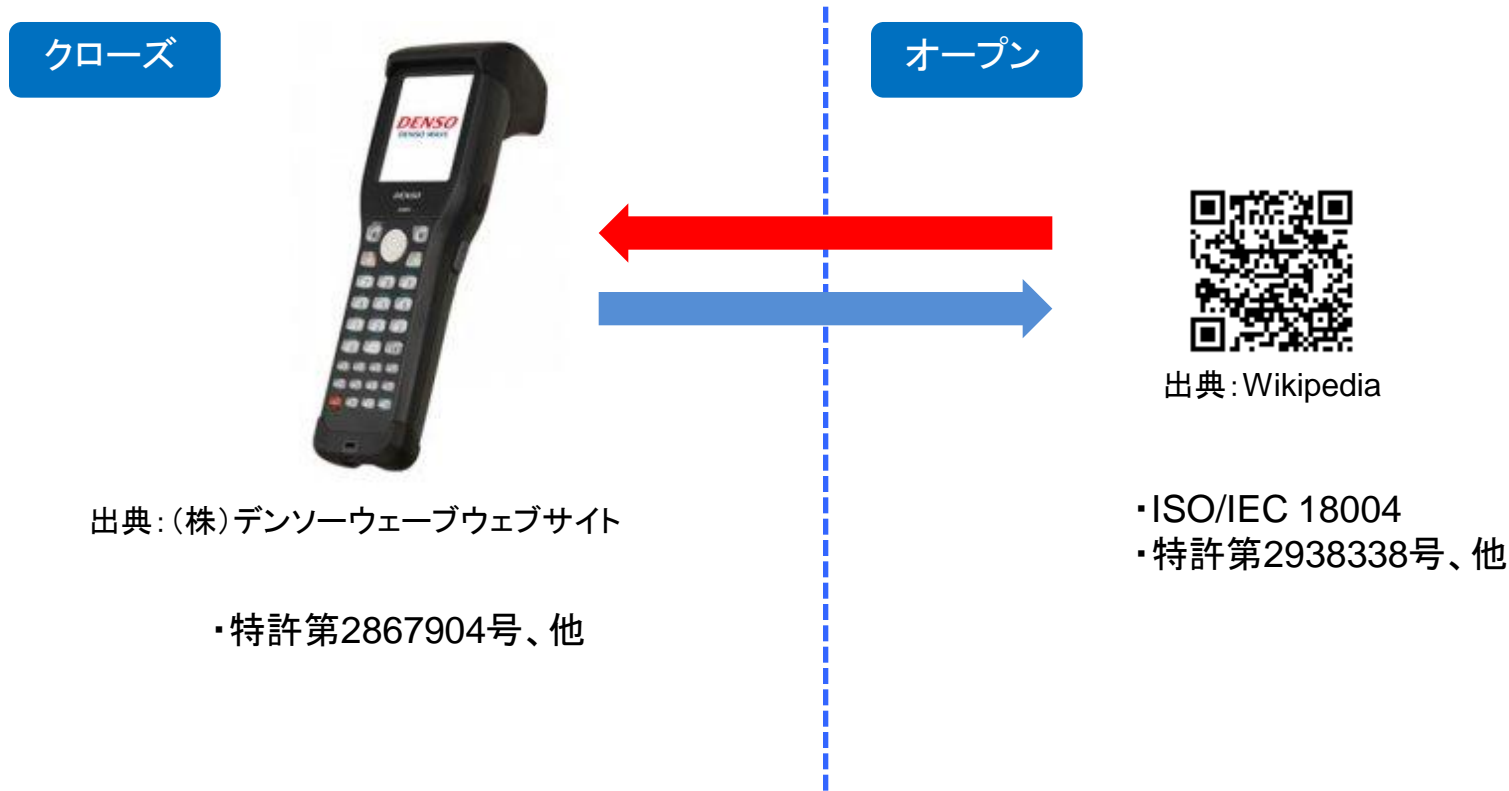 クローズ
オープン
DENSO
DENSO WAVE
DENSO
出典：Wikipedia
出典：（株）デンソーウェーブウェブサイト
・ISO/IEC 18004
・特許第2938338号、他
・特許第2867904号、他